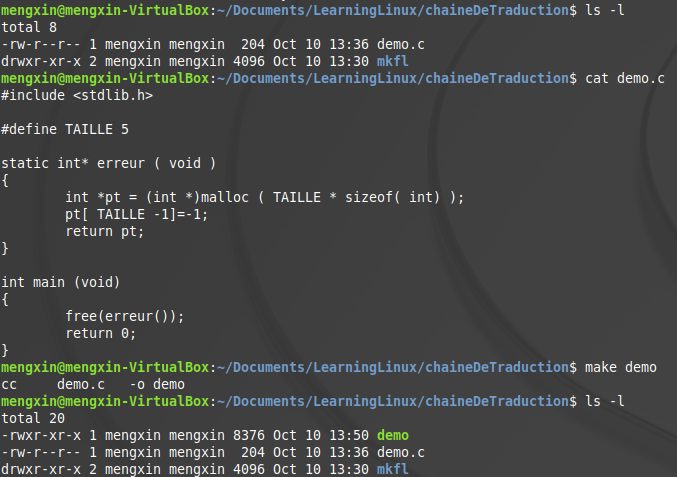 mengxin@mengxin-VirtualBox:~/Documents/LearningLinux/chaineDeTraduction$ ls -l
total 8
-rw-r--r-- 1 mengxin mengxin  204 Oct 10 13:36 demo.c
drwxr-xr-x 2 mengxin mengxin 4096 Oct 10 13:30 mkfl
mengxin@mengxin-VirtualBox:~/Documents/LearningLinux/chaineDeTraduction$ cat demo.c
#include <stdlib.h>

#define TAILLE 5

static int* erreur ( void )
{
        int *pt = (int *)malloc ( TAILLE * sizeof( int) );
        pt[ TAILLE -1]=-1;
        return pt;
}

int main (void)
{
        free(erreur());
        return 0;
}
mengxin@mengxin-VirtualBox:~/Documents/LearningLinux/chaineDeTraduction$ make demo
cc     demo.c   -o demo
mengxin@mengxin-VirtualBox:~/Documents/LearningLinux/chaineDeTraduction$ ls -l
total 20
-rwxr-xr-x 1 mengxin mengxin 8376 Oct 10 13:50 demo
-rw-r--r-- 1 mengxin mengxin  204 Oct 10 13:36 demo.c
drwxr-xr-x 2 mengxin mengxin 4096 Oct 10 13:30 mkfl